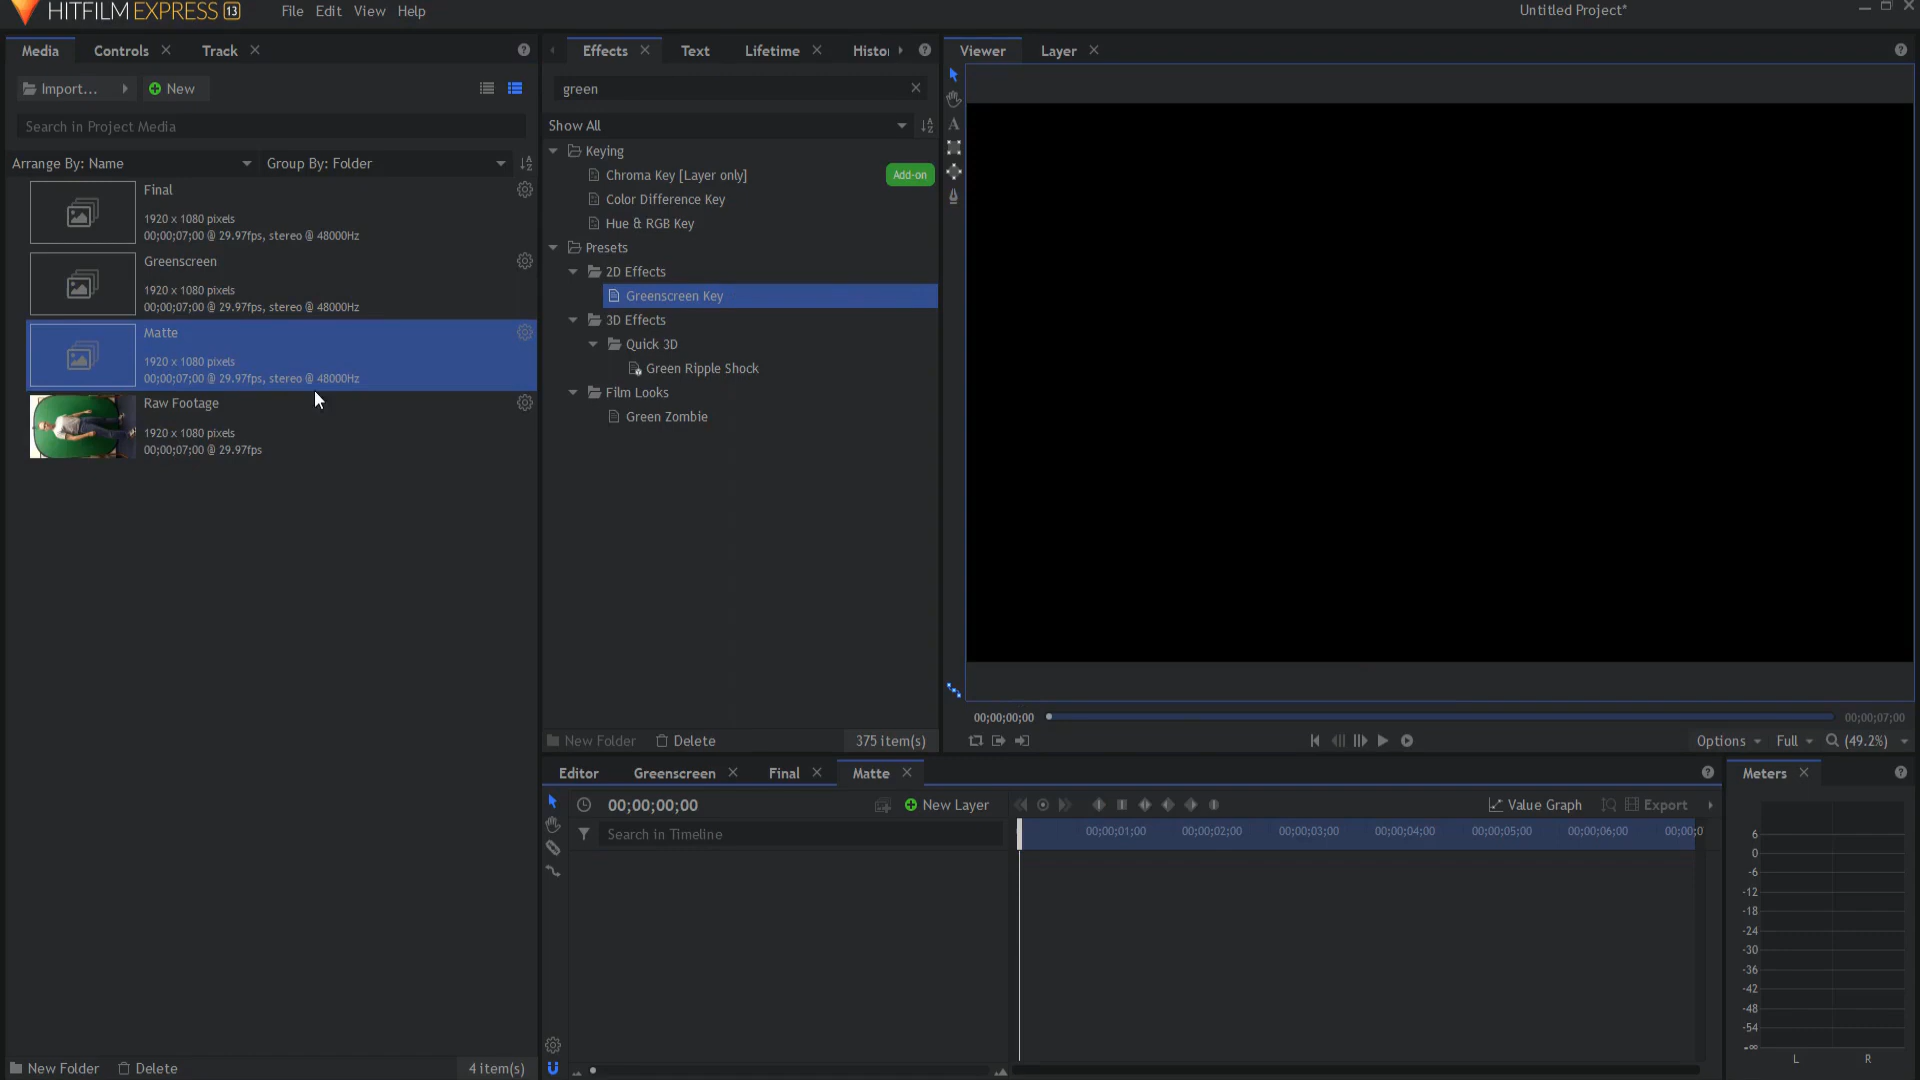 HITFILM EXPRESS 13
File Edit View Help
Untitled Project*
Media Controls Track
Import... New
Search in Project Media
Arrange By: Name Group By: Folder
Final
1920 x 1080 pixels
00;00;07;00 @ 29.97fps, stereo @ 48000Hz
Greenscreen
1920 x 1080 pixels
00;00;07;00 @ 29.97fps, stereo @ 48000Hz
Matte
1920 x 1080 pixels
00;00;07;00 @ 29.97fps, stereo @ 48000Hz
Raw Footage
1920 x 1080 pixels
00;00;07;00 @ 29.97fps
New Folder Delete 4 item(s)
Effects Text Lifetime Histo
green
Show All
Keying
Chroma Key [Layer only] Add-on
Color Difference Key
Hue & RGB Key
Presets
2D Effects
Greenscreen Key
3D Effects
Quick 3D
Green Ripple Shock
Film Looks
Green Zombie
New Folder Delete 375 item(s)
Viewer Layer
00;00;00;00 00;00;07;00
Options Full (49.2%)
Editor Greenscreen Final Matte
00;00;00;00 New Layer Value Graph Export
Search in Timeline
00;00;01;00 00;00;02;00 00;00;03;00 00;00;04;00 00;00;05;00 00;00;06;00 00;00;0
Meters
6
0
-6
-12
-18
-24
-30
-36
-42
-48
-54
-∞
L R